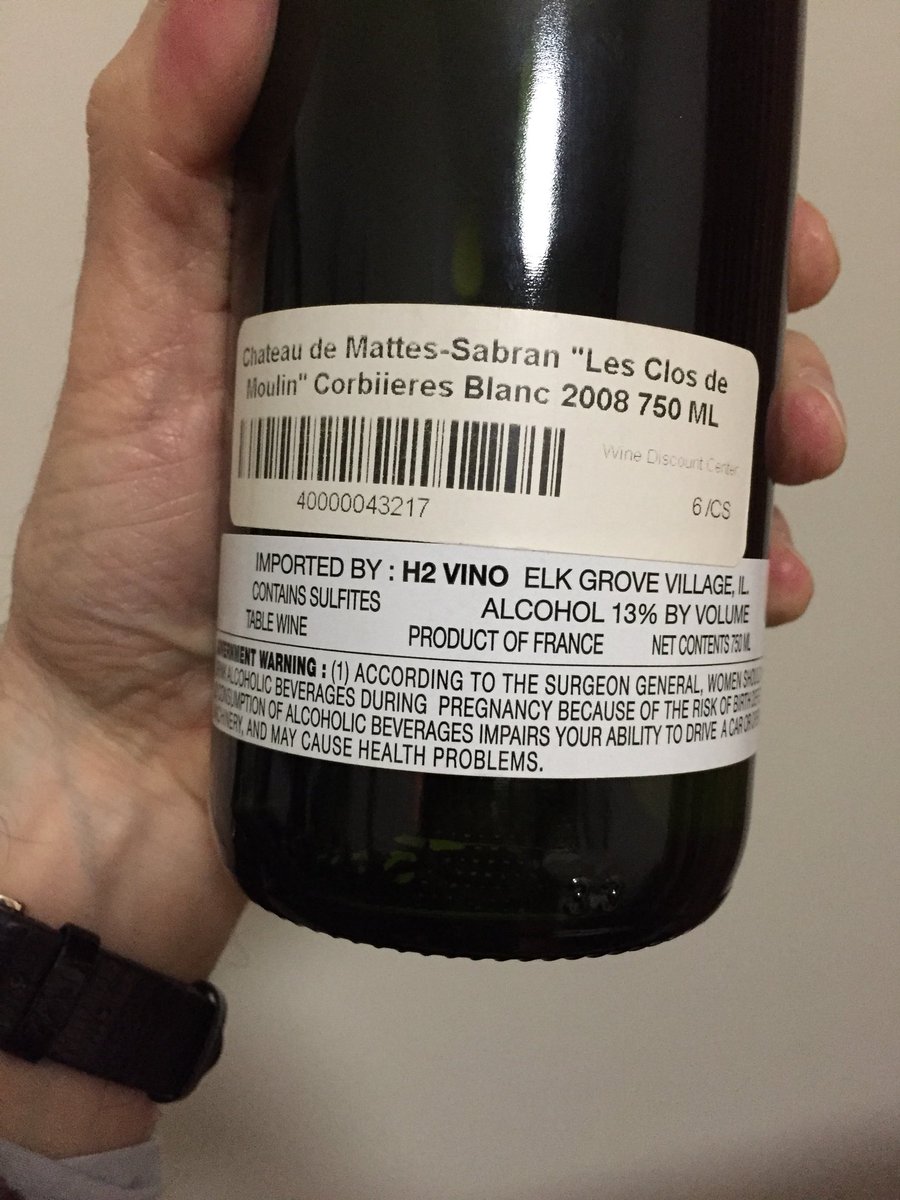 Chateau de Mattes-Sabran "Les Clos de
Moulin" Corbiieres Blanc 2008 750 ML
Wine Discount Center
40000043217
6 /CS
IMPORTED BY : H2 VINO ELK GROVE VILLAGE, IL.
CONTAINS SULFITES ALCOHOL 13% BY VOLUME
TABLE WINE PRODUCT OF FRANCE NET CONTENTS 750 ML
WARNING : (1) ACCORDING TO THE SURGEON GENERAL, WOMEN
ALCOHOLIC BEVERAGES DURING PREGNANCY BECAUSE OF THE RISK OF BIRTH
CONSUMPTION OF ALCOHOLIC BEVERAGES IMPAIRS YOUR ABILITY TO DRIVE A CAR OR
AND MAY CAUSE HEALTH PROBLEMS.